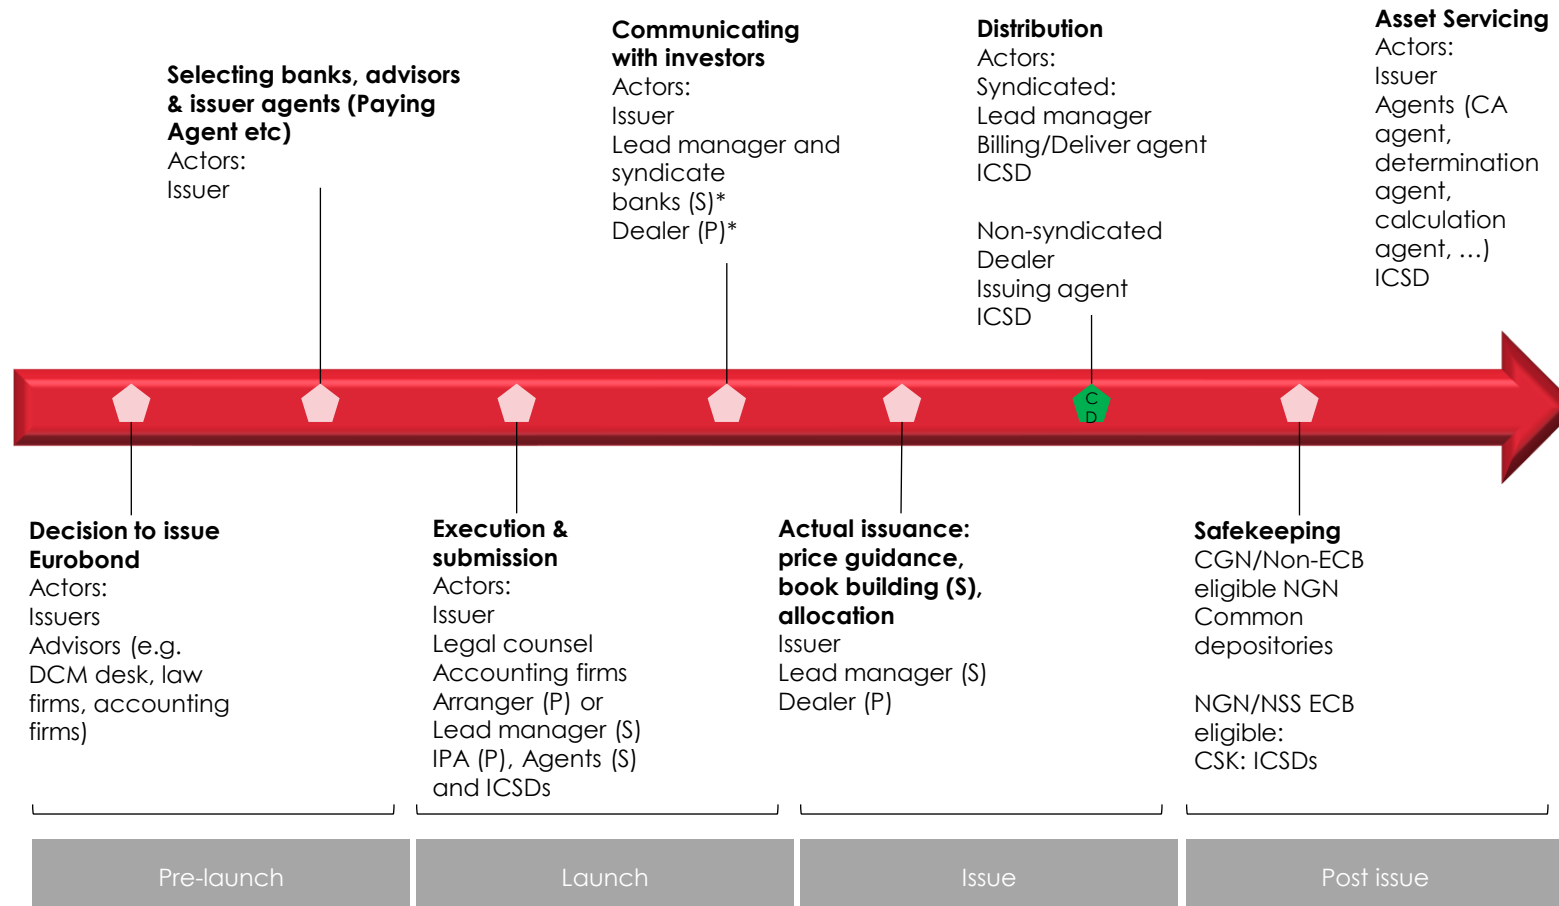 Selecting banks, advisors
& issuer agents (Paying
Agent etc)
Actors:
Issuer
Communicating
with investors
Actors:
Issuer
Lead manager and
syndicate
banks (S)*
Dealer (P)*
Distribution
Actors:
Syndicated:
Lead manager
Billing/Deliver agent
ICSD
Non-syndicated
Dealer
Issuing agent
ICSD
Asset Servicing
Actors:
Issuer
Agents (CA
agent,
determination
agent,
calculation
agent, …)
ICSD
C
D
Decision to issue
Eurobond
Actors:
Issuers
Advisors (e.g.
DCM desk, law
firms, accounting
firms)
Execution &
submission
Actors:
Issuer
Legal counsel
Accounting firms
Arranger (P) or
Lead manager (S)
IPA (P), Agents (S)
and ICSDs
Actual issuance:
price guidance,
book building (S),
allocation
Issuer
Lead manager (S)
Dealer (P)
Safekeeping
CGN/Non-ECB
eligible NGN
Common
depositories
NGN/NSS ECB
eligible:
CSK: ICSDs
Pre-launch
Launch
Issue
Post issue